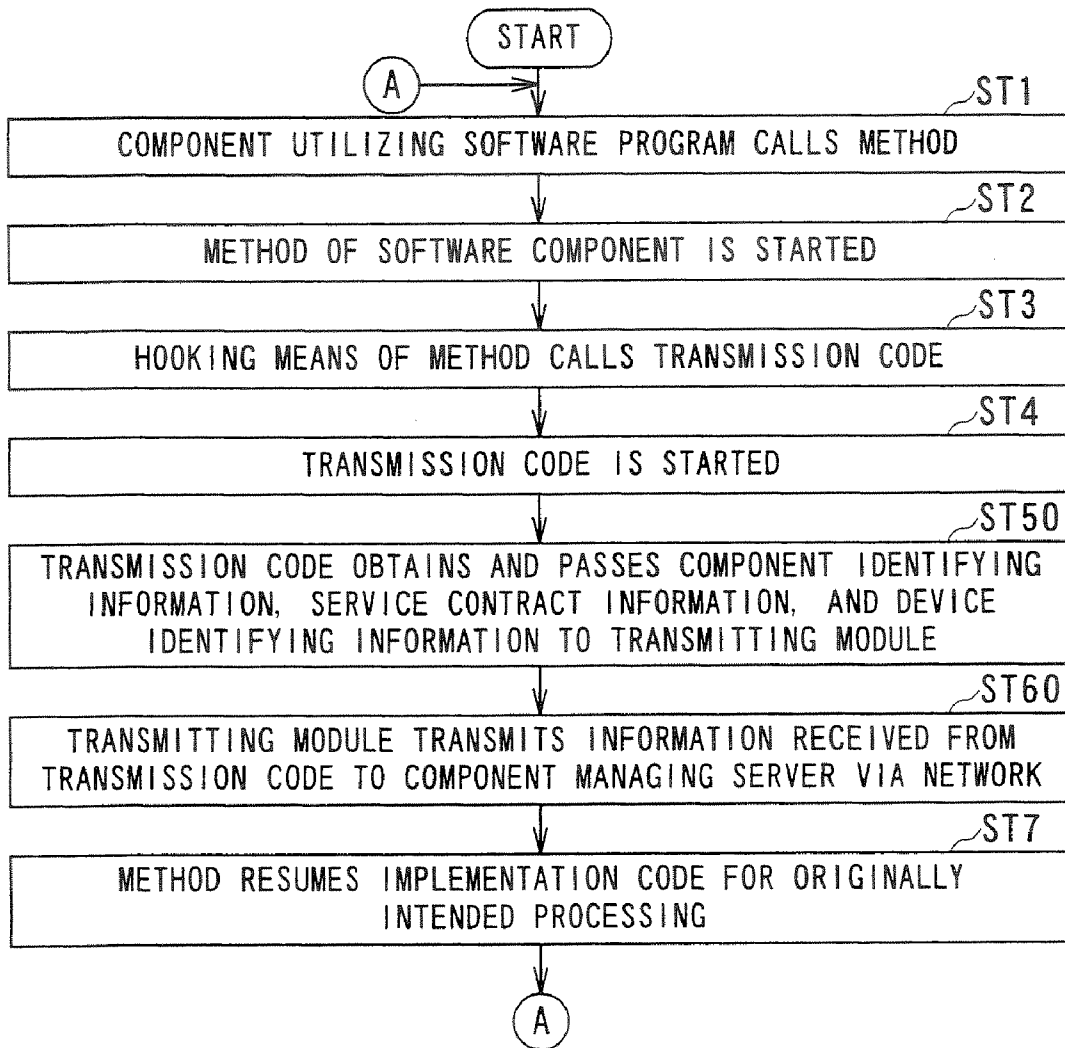 START
A
ST1
COMPONENT UTILIZING SOFTWARE PROGRAM CALLS METHOD
ST2
METHOD OF SOFTWARE COMPONENT IS STARTED
ST3
HOOKING MEANS OF METHOD CALLS TRANSMISSION CODE
ST4
TRANSMISSION CODE IS STARTED
ST50
TRANSMISSION CODE OBTAINS AND PASSES COMPONENT IDENTIFYING
INFORMATION, SERVICE CONTRACT INFORMATION, AND DEVICE
IDENTIFYING INFORMATION TO TRANSMITTING MODULE
ST60
TRANSMITTING MODULE TRANSMITS INFORMATION RECEIVED FROM
TRANSMISSION CODE TO COMPONENT MANAGING SERVER VIA NETWORK
ST7
METHOD RESUMES IMPLEMENTATION CODE FOR ORIGINALLY
INTENDED PROCESSING
A